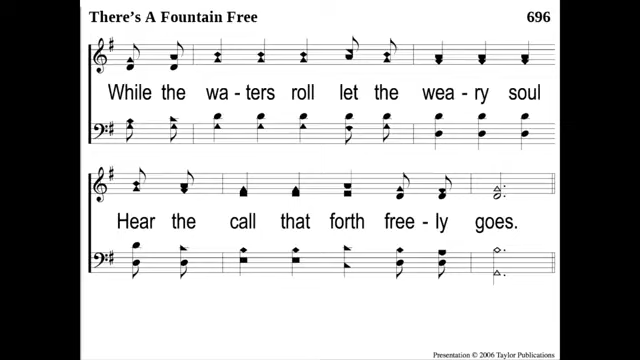 There's A Fountain Free 696
While the wa - ters roll let the wea - ry soul
Hear the call that forth free - ly goes.
Presentation © 2006 Taylor Publications